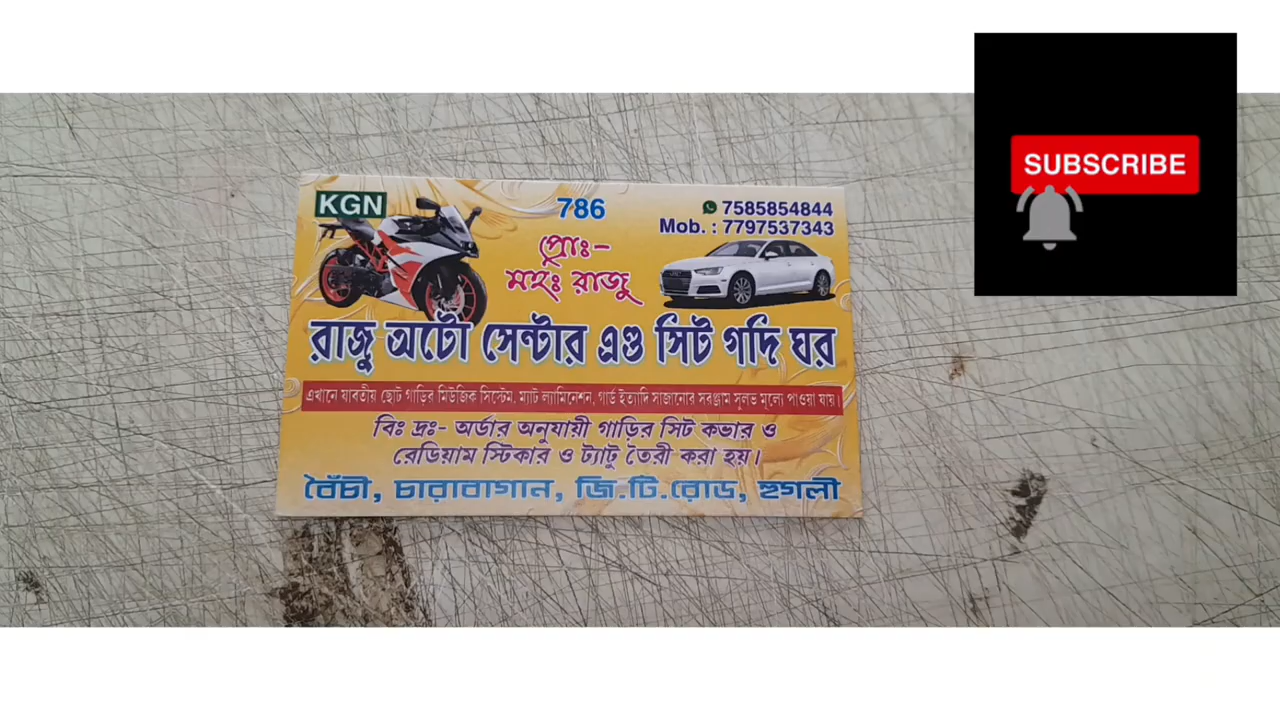 KGN
786
7585854844
Mob. : 7797537343
প্রোঃ-
মহঃ রাজু
রাজু অটো সেন্টার এণ্ড সিট গদি ঘর
এখানে যাবতীয় ছোট গাড়ির মিউজিক সিস্টেম, ম্যাট ল্যামিনেশন, গার্ড ইত্যাদি সাজানোর সরঞ্জাম সুলভ মূল্যে পাওয়া যায়।
বিঃ দ্রঃ- অর্ডার অনুযায়ী গাড়ির সিট কভার ও
রেডিয়াম স্টিকার ও ট্যাটু তৈরী করা হয়।
বৈঁচী, চারাবাগান, জি.টি.রোড, হুগলী
SUBSCRIBE